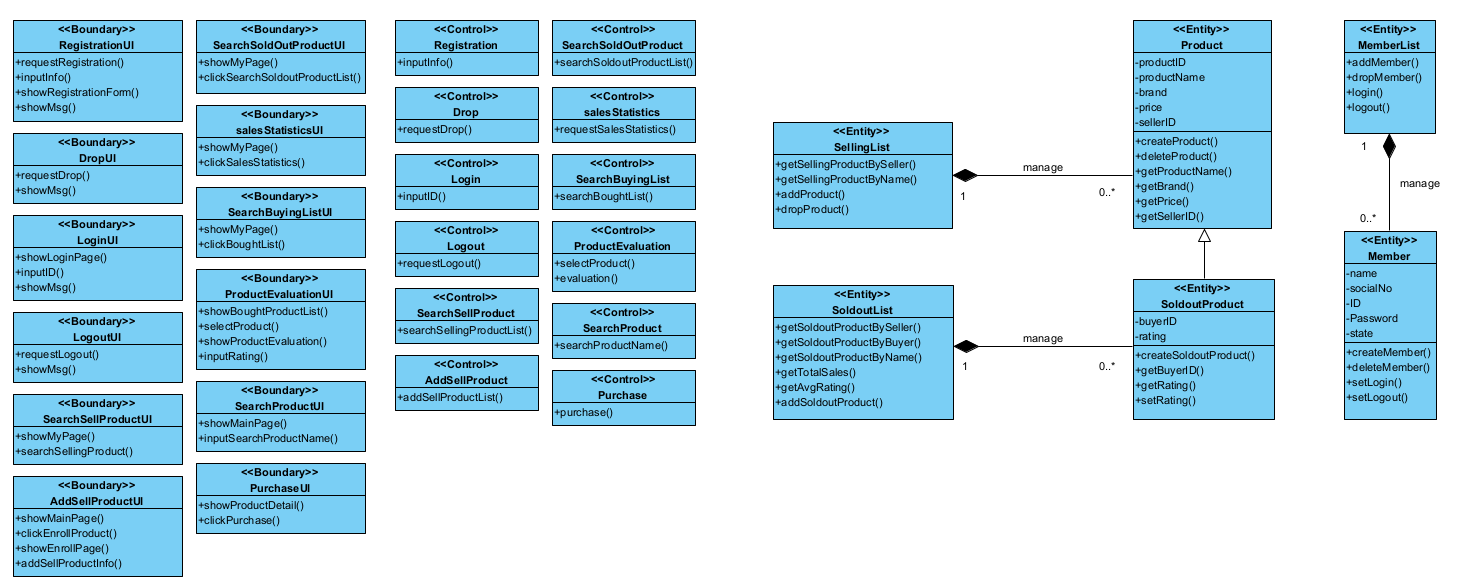 <<Boundary>>
RegistrationUI
+requestRegistration()
+inputInfo()
+showRegistrationForm()
+showMsg()
<<Boundary>>
DropUI
+requestDrop()
+showMsg()
<<Boundary>>
LoginUI
+showLoginPage()
+inputID()
+showMsg()
<<Boundary>>
LogoutUI
+requestLogout()
+showMsg()
<<Boundary>>
SearchSellProductUI
+showMyPage()
+searchSellingProduct()
<<Boundary>>
AddSellProductUI
+showMainPage()
+clickEnrollProduct()
+showEnrollPage()
+addSellProductInfo()
<<Boundary>>
SearchSoldOutProductUI
+showMyPage()
+clickSearchSoldoutProductList()
<<Boundary>>
salesStatisticsUI
+showMyPage()
+clickSalesStatistics()
<<Boundary>>
SearchBuyingListUI
+showMyPage()
+clickBoughtList()
<<Boundary>>
ProductEvaluationUI
+showBoughtProductList()
+selectProduct()
+showProductEvaluation()
+inputRating()
<<Boundary>>
SearchProductUI
+showMainPage()
+inputSearchProductName()
<<Boundary>>
PurchaseUI
+showProductDetail()
+clickPurchase()
<<Control>>
Registration
+inputInfo()
<<Control>>
Drop
+requestDrop()
<<Control>>
Login
+inputID()
<<Control>>
Logout
+requestLogout()
<<Control>>
SearchSellProduct
+searchSellingProductList()
<<Control>>
AddSellProduct
+addSellProductList()
<<Control>>
SearchSoldOutProduct
+searchSoldoutProductList()
<<Control>>
salesStatistics
+requestSalesStatistics()
<<Control>>
SearchBuyingList
+searchBoughtList()
<<Control>>
ProductEvaluation
+selectProduct()
+evaluation()
<<Control>>
SearchProduct
+searchProductName()
<<Control>>
Purchase
+purchase()
<<Entity>>
SellingList
+getSellingProductBySeller()
+getSellingProductByName()
+addProduct()
+dropProduct()
1
manage
0..*
<<Entity>>
Product
-productID
-productName
-brand
-price
-sellerID
+createProduct()
+deleteProduct()
+getProductName()
+getBrand()
+getPrice()
+getSellerID()
<<Entity>>
SoldoutList
+getSoldoutProductBySeller()
+getSoldoutProductByBuyer()
+getSoldoutProductByName()
+getTotalSales()
+getAvgRating()
+addSoldoutProduct()
1
manage
0..*
<<Entity>>
SoldoutProduct
-buyerID
-rating
+createSoldoutProduct()
+getBuyerID()
+getRating()
+setRating()
<<Entity>>
MemberList
+addMember()
+dropMember()
+login()
+logout()
1
manage
0..*
<<Entity>>
Member
-name
-socialNo
-ID
-Password
-state
+createMember()
+deleteMember()
+setLogin()
+setLogout()